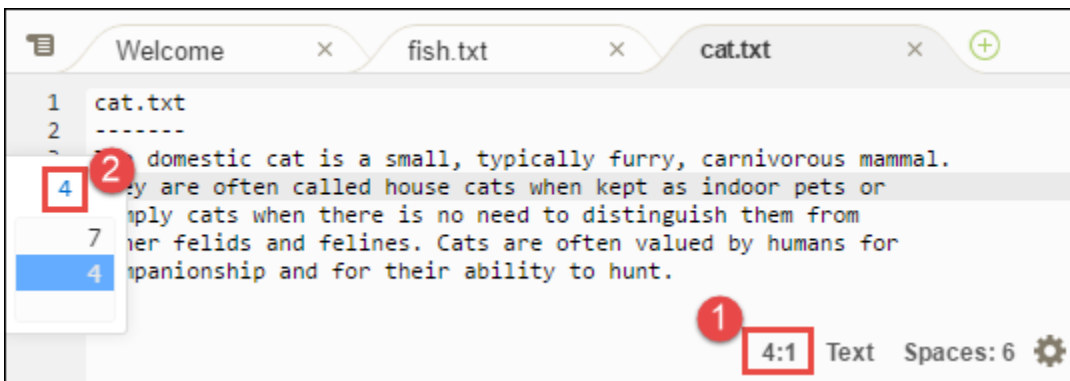 Welcome × fish.txt × cat.txt ×
1 cat.txt
2 -------
domestic cat is a small, typically furry, carnivorous mammal.
4 2 are often called house cats when kept as indoor pets or
cats when there is no need to distinguish them from
7 felids and felines. Cats are often valued by humans for
4 and for their ability to hunt.
1
4:1 Text Spaces: 6